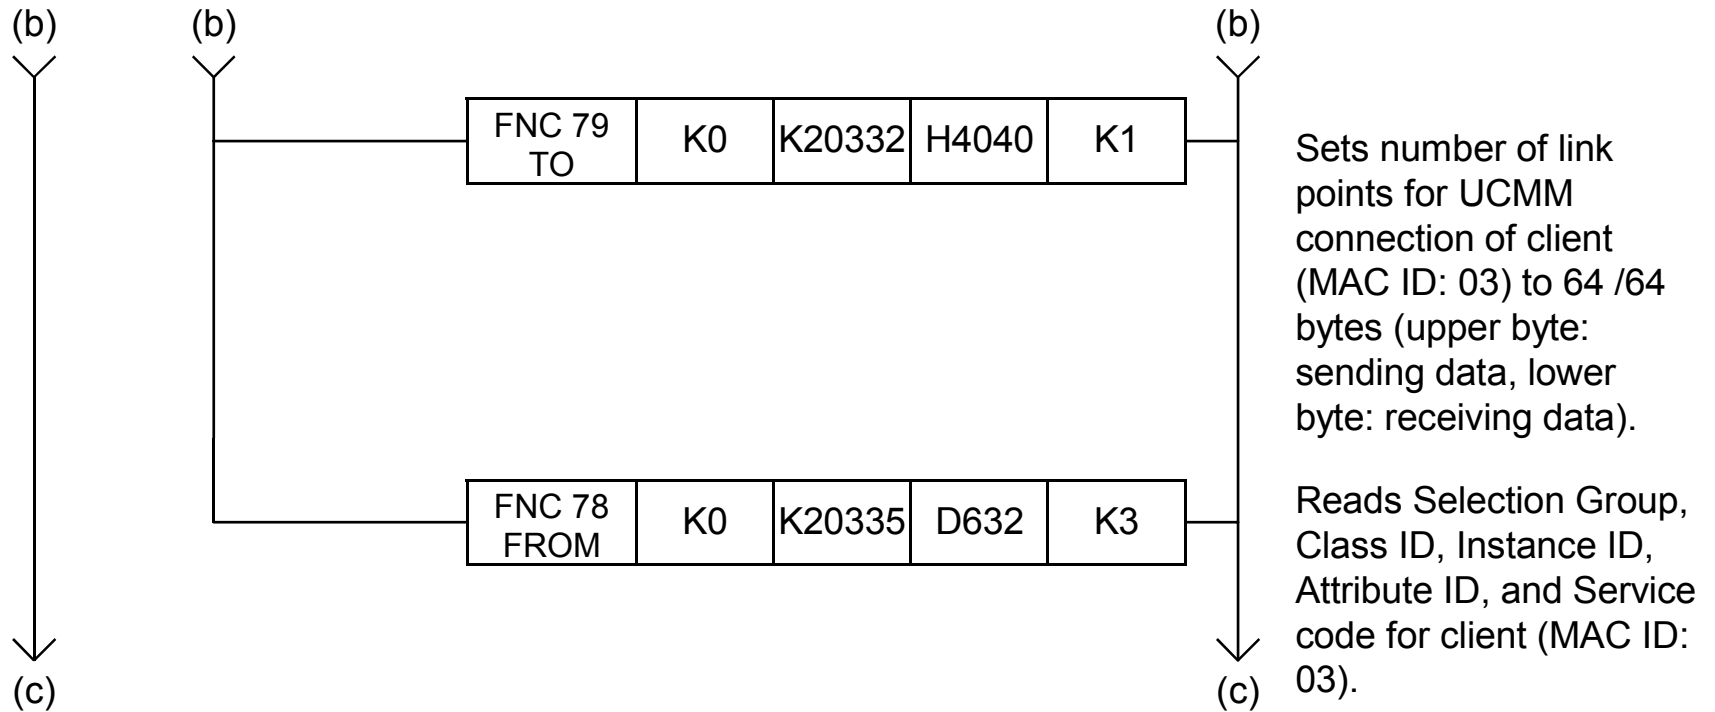 (b) (b) (b)
FNC 79
TO
K0 K20332 H4040 K1
Sets number of link
points for UCMM
connection of client
(MAC ID: 03) to 64 /64
bytes (upper byte:
sending data, lower
byte: receiving data).
FNC 78
FROM
K0 K20335 D632 K3
Reads Selection Group,
Class ID, Instance ID,
Attribute ID, and Service
code for client (MAC ID:
03).
(c) (c)